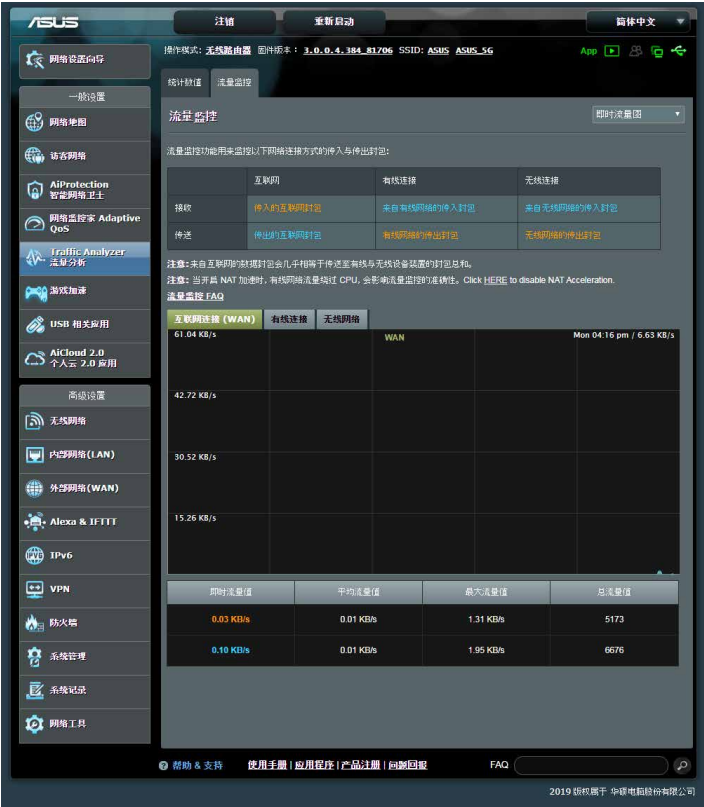 ASUS
注销
重新启动
简体中文
操作模式: 无线路由器 固件版本: 3.0.0.4.384_81706 SSID: ASUS ASUS_5G
App
网络设置向导
一般设置
网络地图
访客网络
AiProtection
智能网络卫士
网络监控家 Adaptive
QoS
Traffic Analyzer
流量分析
游戏加速
USB 相关应用
AiCloud 2.0
个人云 2.0 应用
高级设置
无线网络
内部网络(LAN)
外部网络(WAN)
Alexa & IFTTT
IPv6
VPN
防火墙
系统管理
系统记录
网络工具
统计数值
流量监控
流量监控
即时流量图
流量监控功能用来监控以下网络连接方式的传入与传出封包:
互联网 有线连接 无线连接
接收 传入的互联网封包 来自有线网络的传入封包 来自无线网络的传入封包
传送 传出的互联网封包 有线网络的传出封包 无线网络的传出封包
注意:来自互联网的数据封包会几乎相等于传送至有线与无线设备装置的封包总和。
注意: 当开启 NAT 加速时, 有线网络流量绕过 CPU, 会影响流量监控的准确性。Click HERE to disable NAT Acceleration.
流量监控 FAQ
互联网连接 (WAN) 有线连接 无线网络
61.04 KB/s
WAN
Mon 04:16 pm / 6.63 KB/s
42.72 KB/s
30.52 KB/s
15.26 KB/s
即时流量值 平均流量值 最大流量值 总流量值
0.03 KB/s 0.01 KB/s 1.31 KB/s 5173
0.10 KB/s 0.01 KB/s 1.95 KB/s 6676
帮助 & 支持
使用手册 | 应用程序 | 产品注册 | 问题回报
FAQ
2019 版权属于 华硕电脑股份有限公司